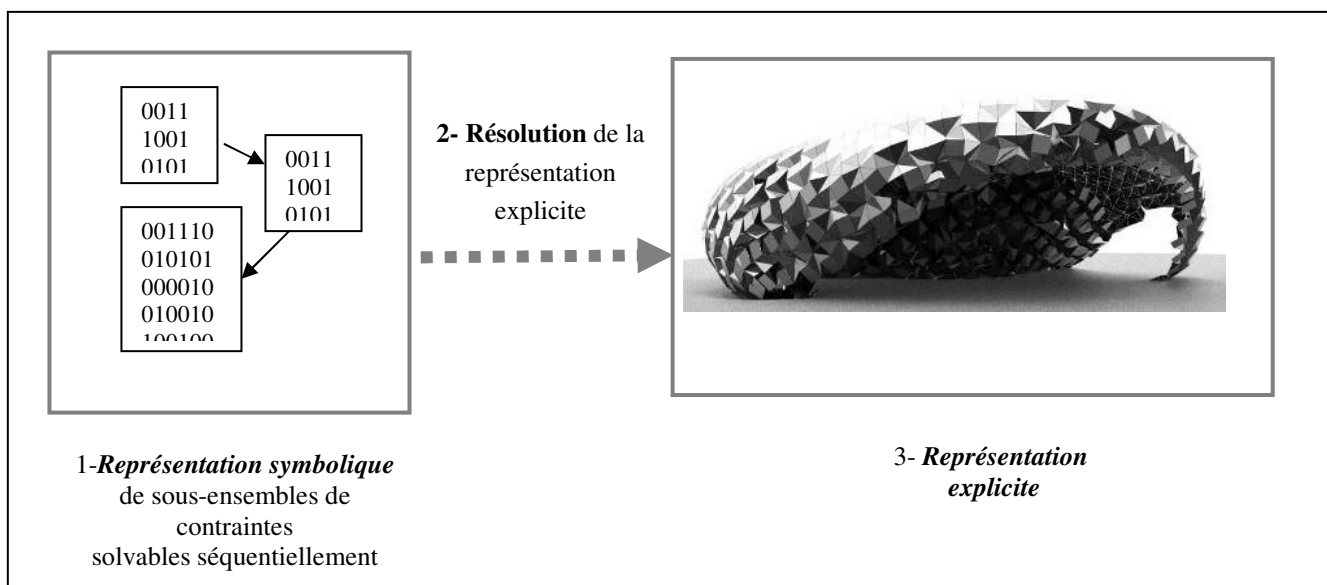 0011
1001
0101
0011
1001
0101
001110
010101
000010
010010
100100
2- Résolution de la
représentation
explicite
1-Représentation symbolique
de sous-ensembles de
contraintes
solvables séquentiellement
3- Représentation
explicite